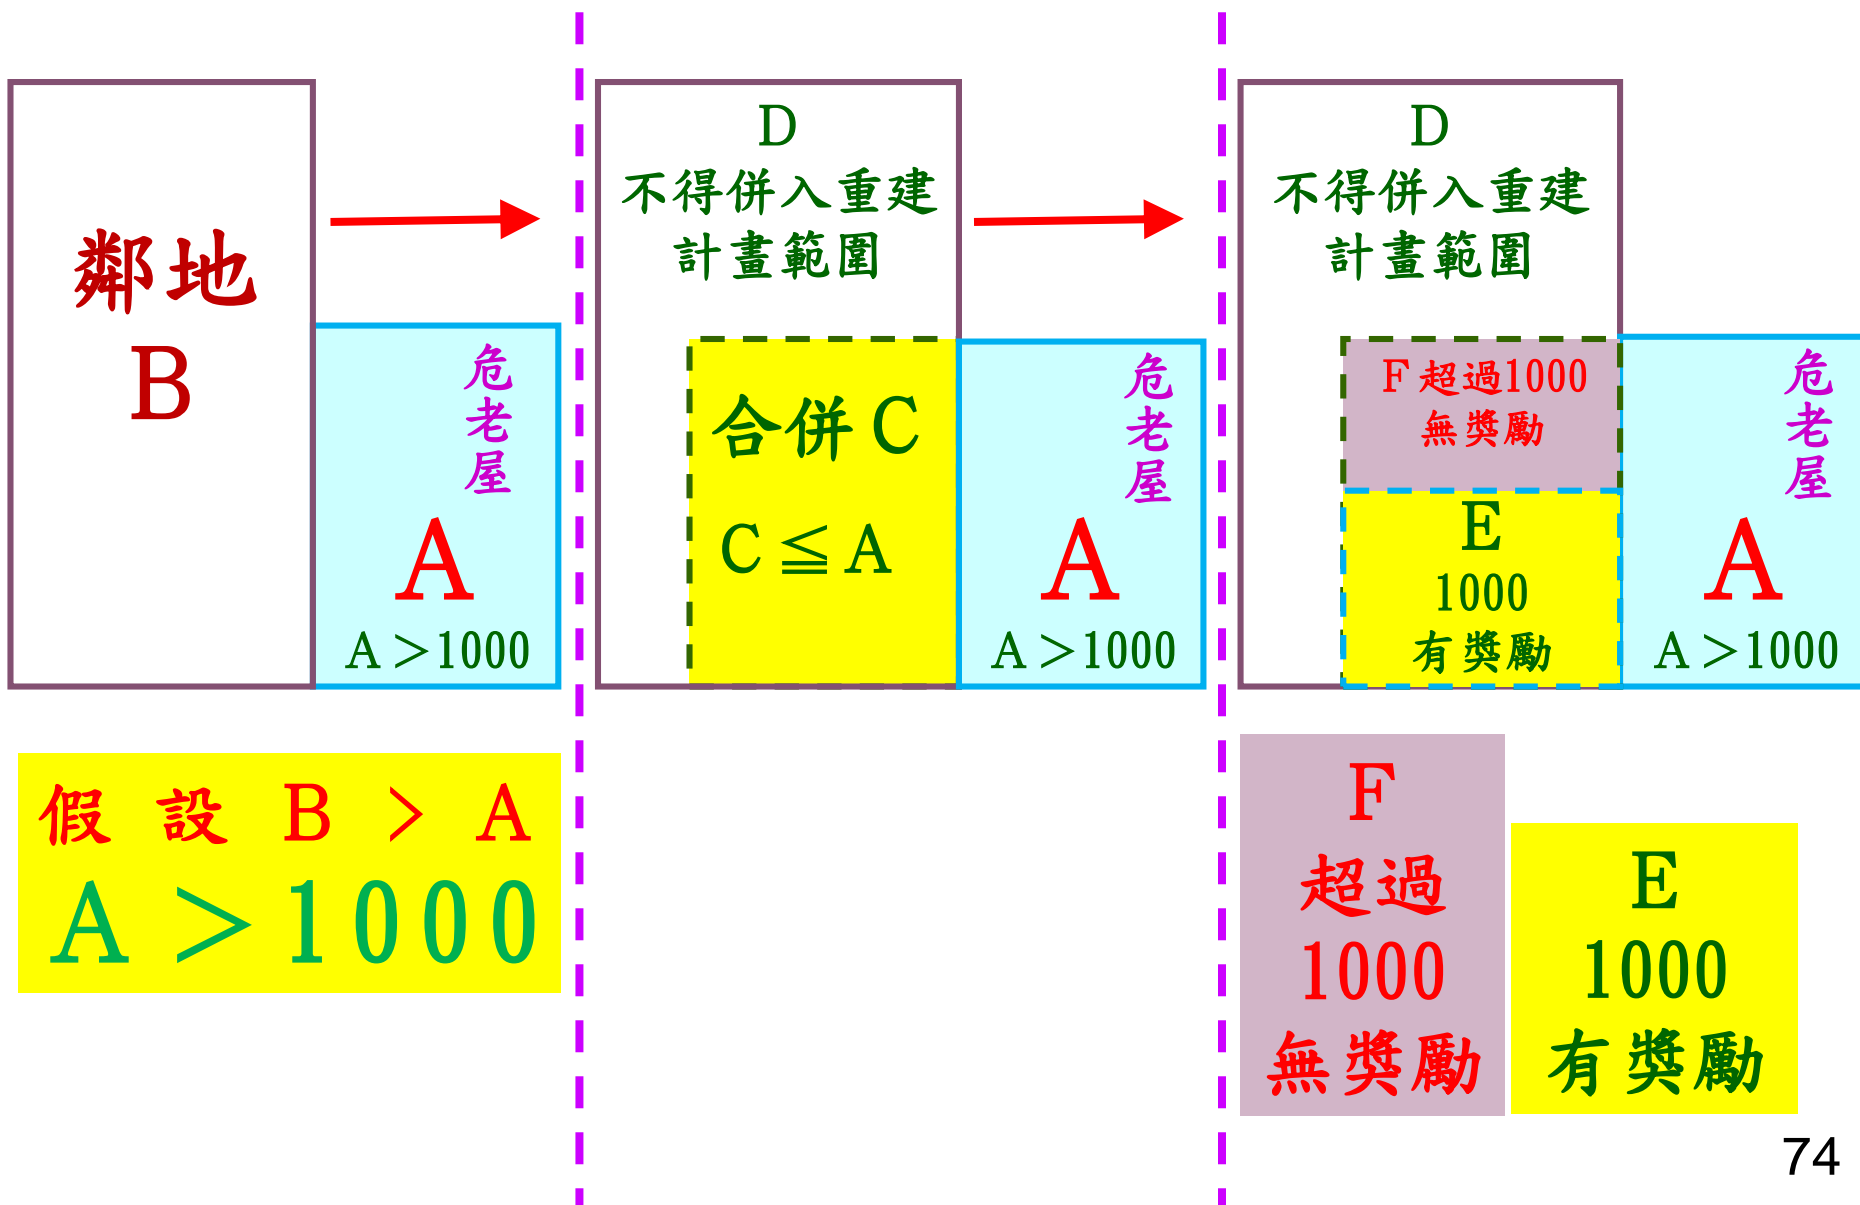 鄰地
B
危老屋
A
A＞1000
假設 B > A
A ＞1000
D
不得併入重建
計畫範圍
合併 C
C ≦ A
危老屋
A
A＞1000
D
不得併入重建
計畫範圍
F 超過1000
無獎勵
E
1000
有獎勵
危老屋
A
A＞1000
F
超過
1000
無獎勵
E
1000
有獎勵
74